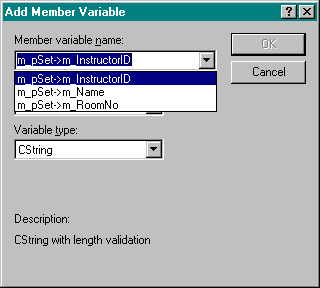 Add Member Variable
Member variable name:
m_pSet->m_InstructorID
OK
m_pSet->m_InstructorID
m_pSet->m_Name
m_pSet->m_RoomNo
Cancel
Variable type:
CString
Description:
CString with length validation